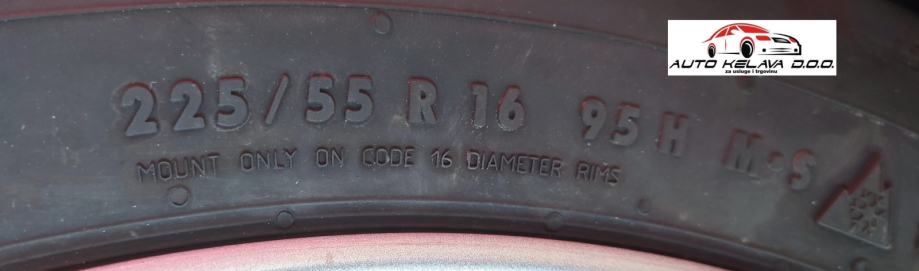 AUTO KELAVA D.O.O.
za usluge i trgovinu
225/55 R 16 95 H M•S
MOUNT ONLY ON CODE 16 DIAMETER RIMS